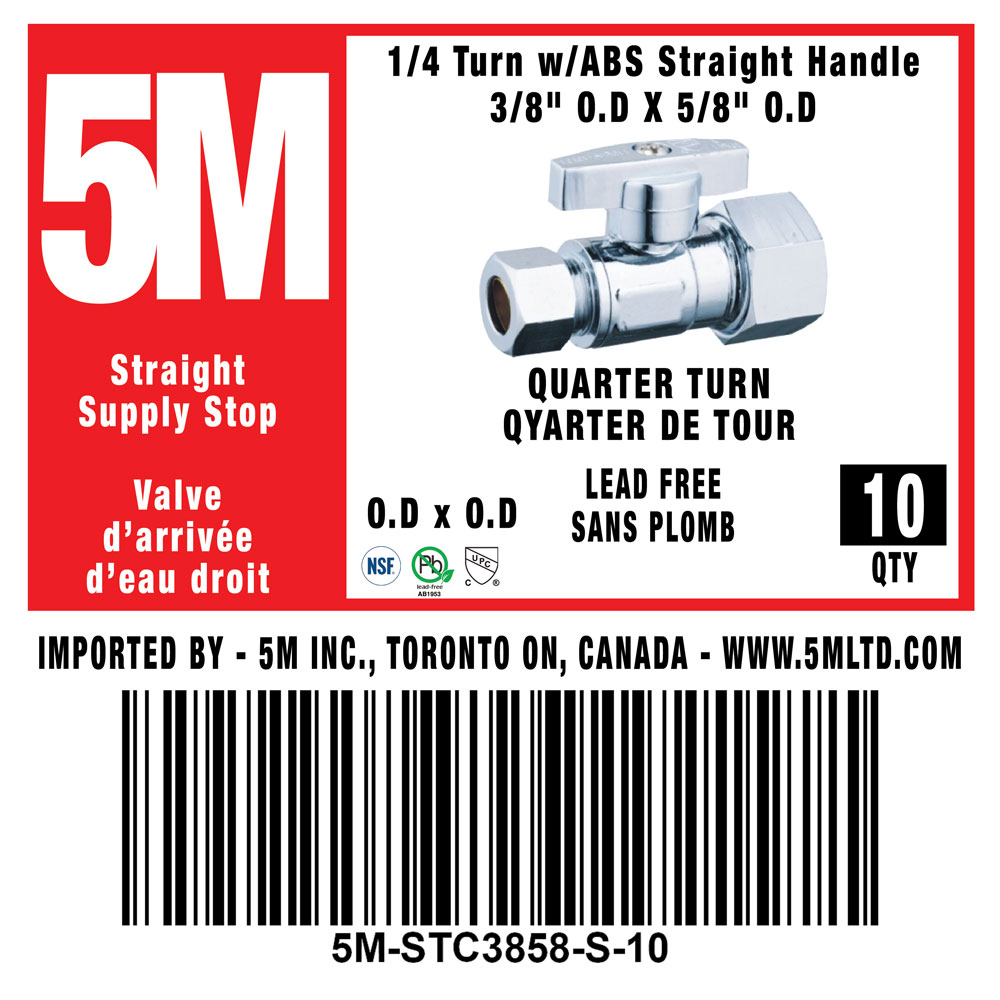 5M
Straight
Supply Stop
Valve
d'arrivée
d'eau droit
1/4 Turn w/ABS Straight Handle
3/8" O.D X 5/8" O.D
QUARTER TURN
QYARTER DE TOUR
O.D x O.D
LEAD FREE
SANS PLOMB
10
QTY
NSF
Pb
lead-free
AB1953
UPC
C ®
IMPORTED BY - 5M INC., TORONTO ON, CANADA - WWW.5MLTD.COM
5M-STC3858-S-10